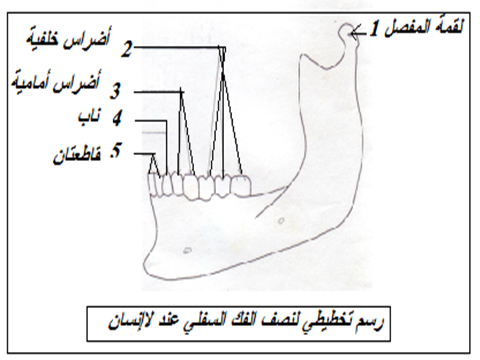 1 لقمة المفصل
2 أضراس خلفية
3 أضراس أمامية
4 ناب
5 قاطعتان
رسم تخطيطي لنصف الفك السفلي عند لاإنسان